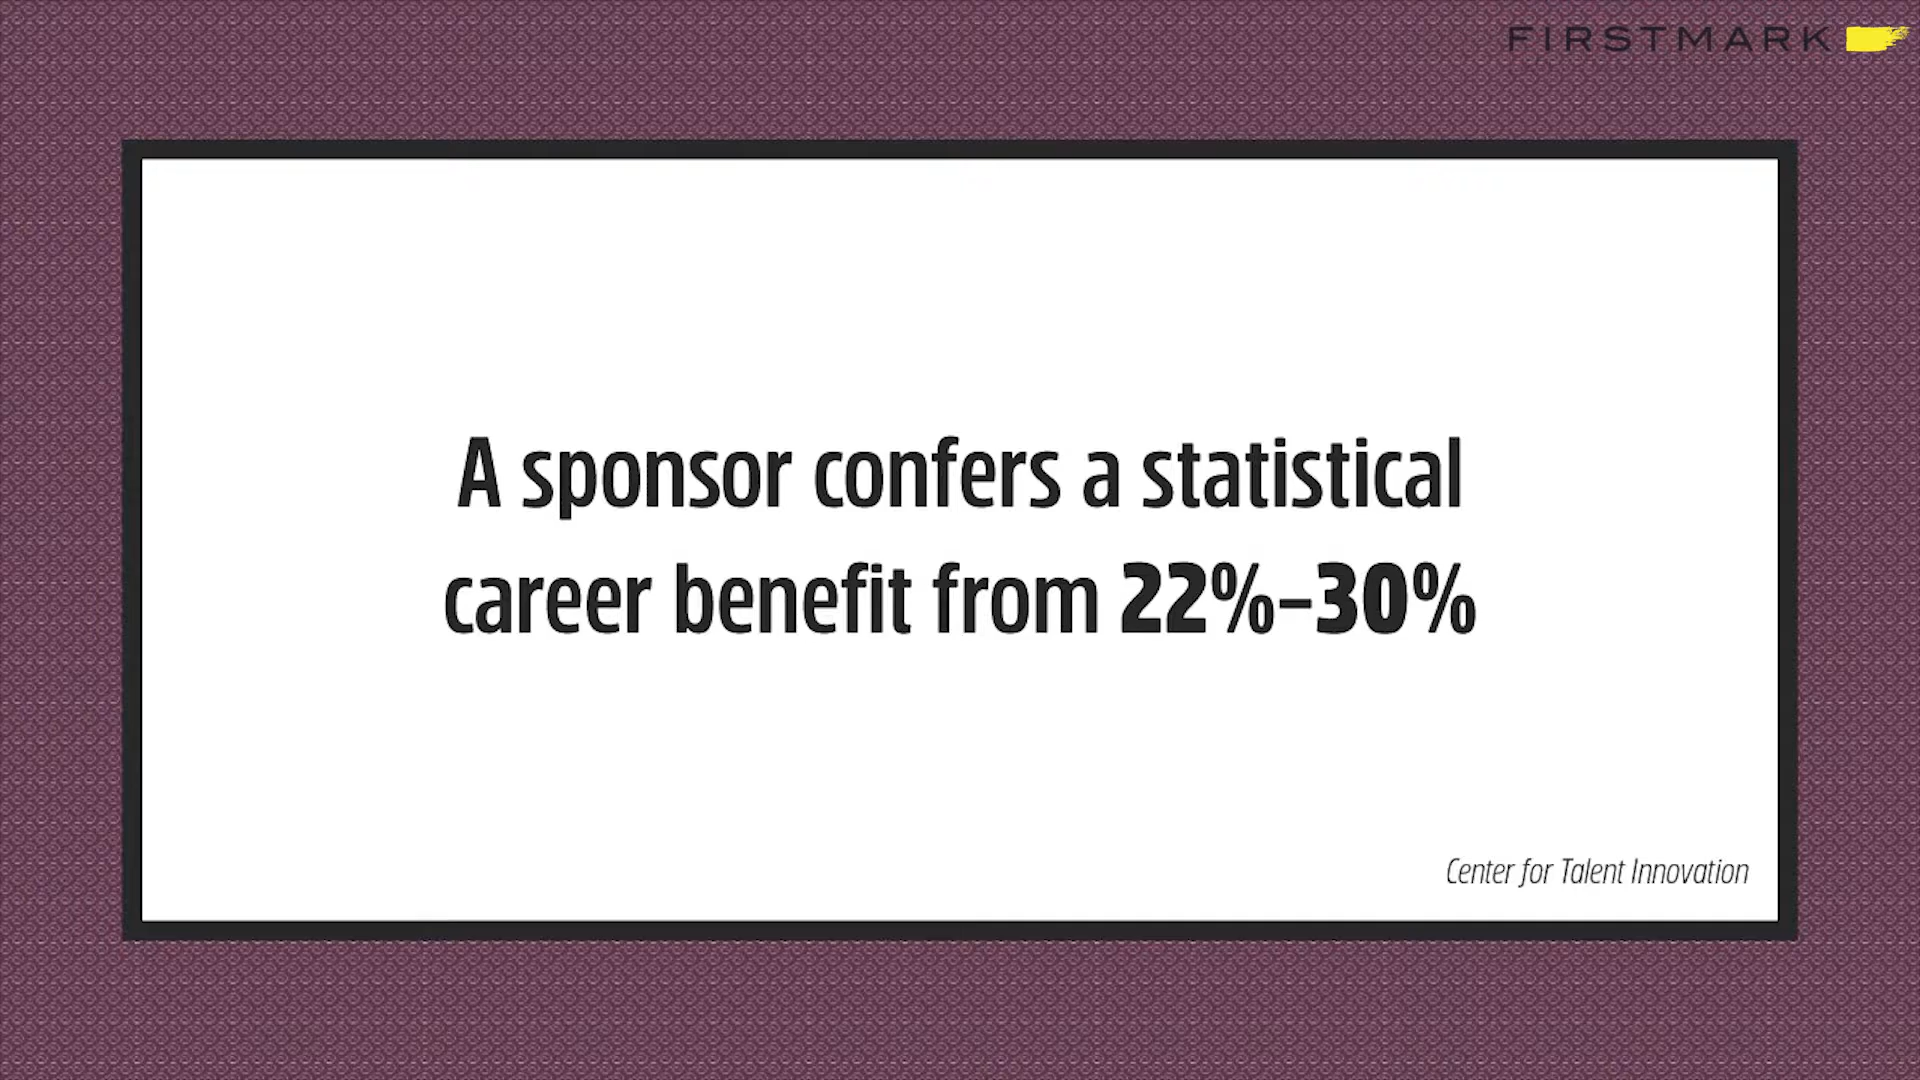 FIRSTMARK
A sponsor confers a statistical
career benefit from 22%–30%
Center for Talent Innovation